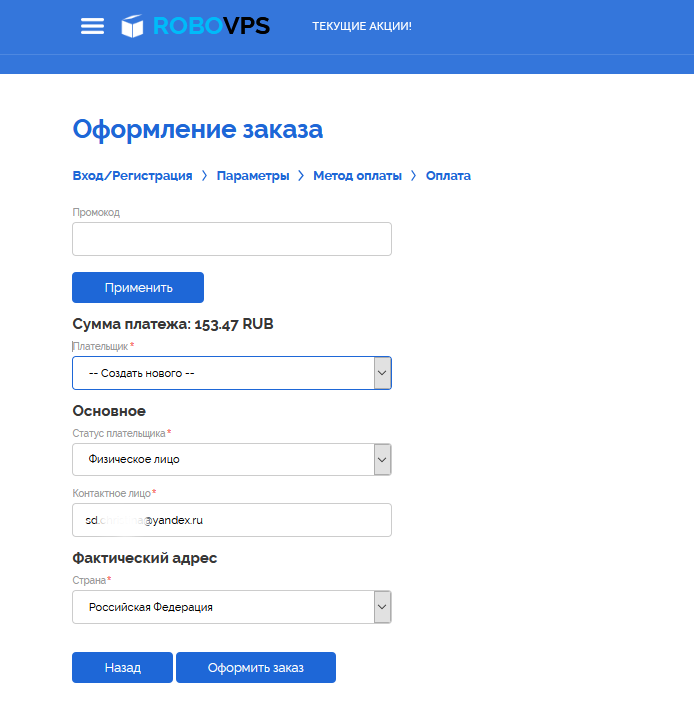 ROBOVPS ТЕКУЩИЕ АКЦИИ!
Оформление заказа
Вход/Регистрация > Параметры > Метод оплаты > Оплата
Промокод
Применить
Сумма платежа: 153.47 RUB
Плательщик *
-- Создать нового --
Основное
Статус плательщика *
Физическое лицо
Контактное лицо *
@yandex.ru
Фактический адрес
Страна *
Российская Федерация
Назад Оформить заказ